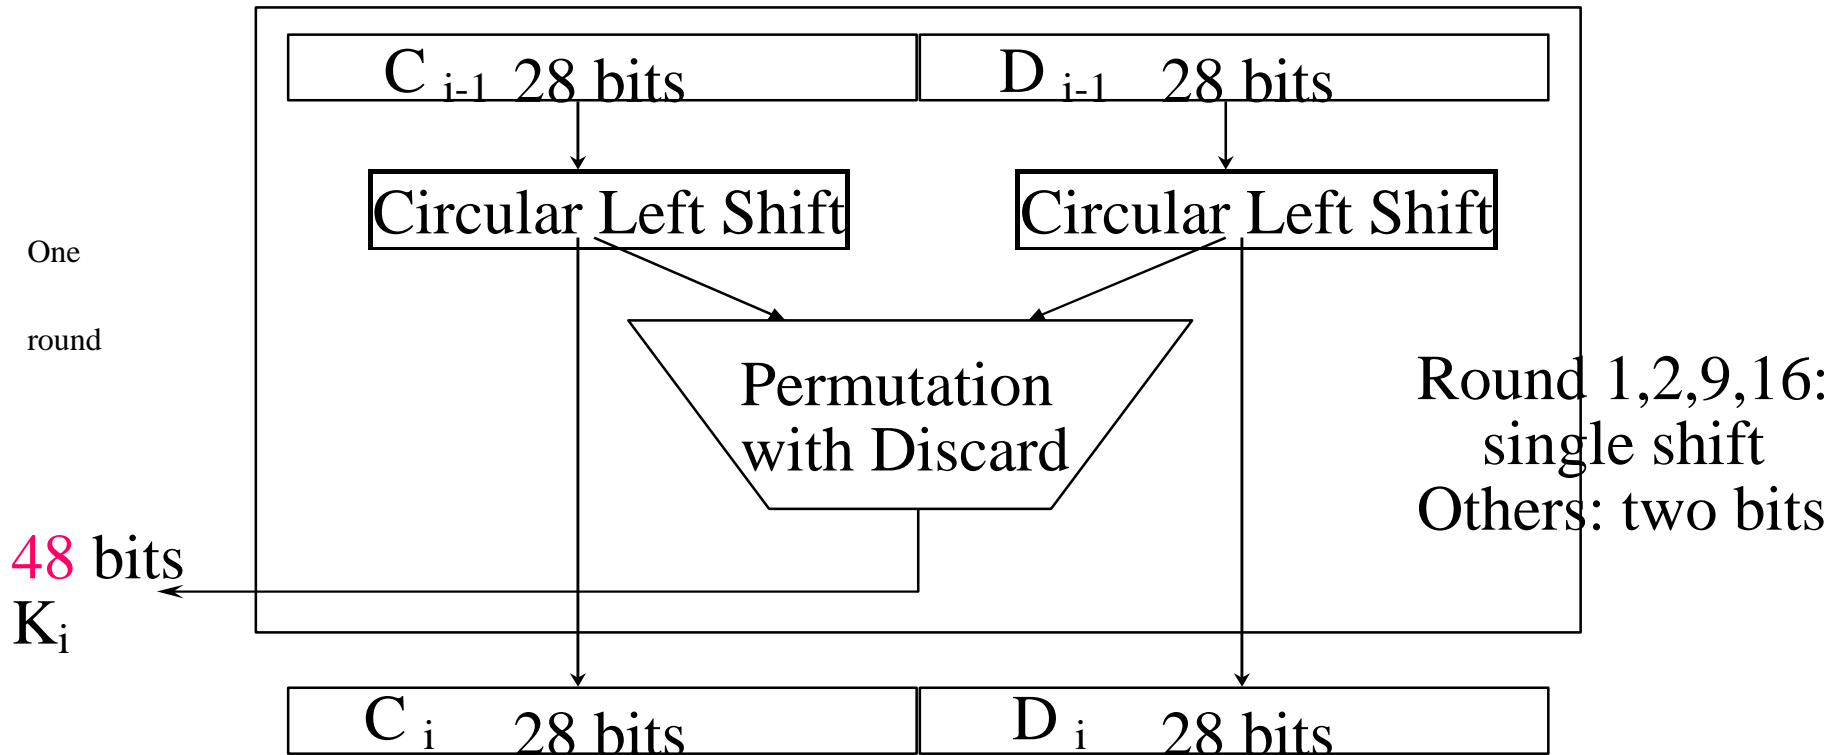 C i-1 28 bits
D i-1 28 bits
Circular Left Shift
Circular Left Shift
One
round
Permutation
with Discard
Round 1,2,9,16:
single shift
Others: two bits
48 bits
Ki
C i 28 bits
D i 28 bits